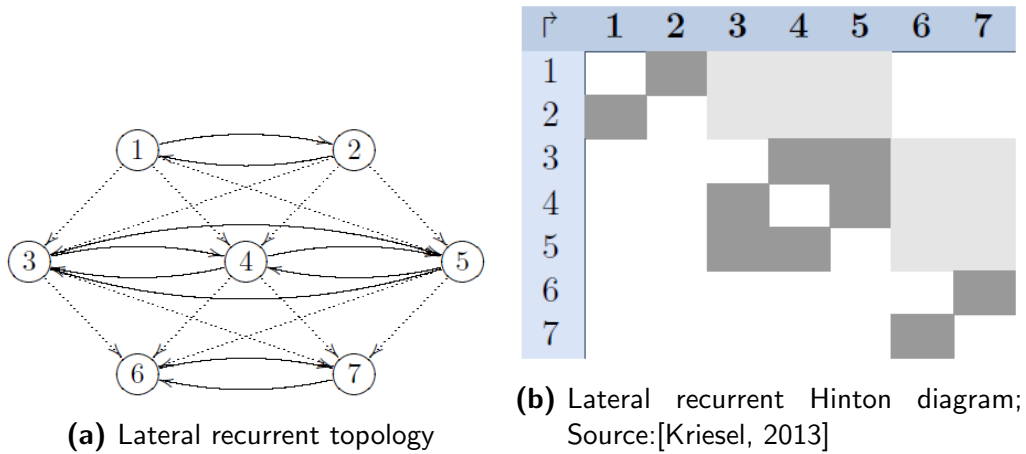 1 2
3 4 5
6 7
(a) Lateral recurrent topology
↱ 1 2 3 4 5 6 7
1
2
3
4
5
6
7
(b) Lateral recurrent Hinton diagram;
Source:[Kriesel, 2013]